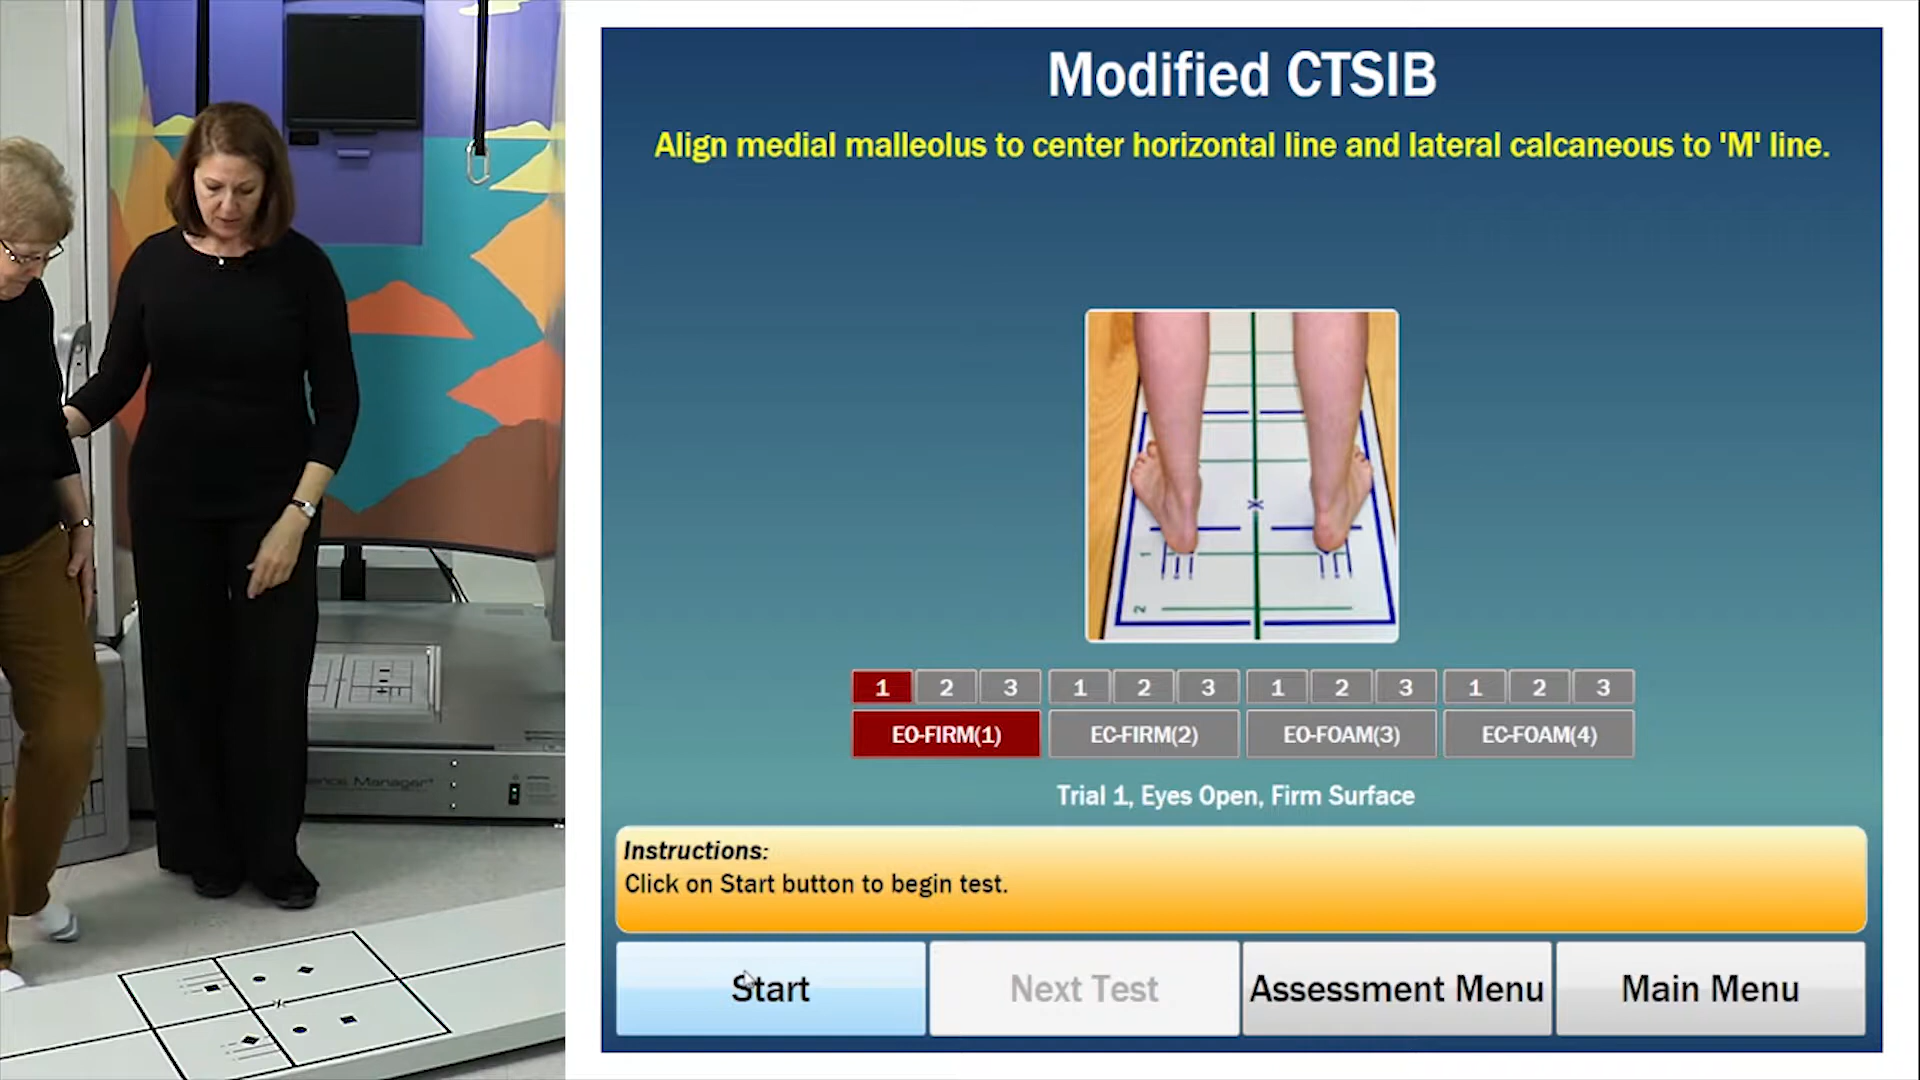 Modified CTSIB
Align medial malleolus to center horizontal line and lateral calcaneous to 'M' line.
1
2
1 2 3 1 2 3 1 2 3 1 2 3
EO-FIRM(1) EC-FIRM(2) EO-FOAM(3) EC-FOAM(4)
Trial 1, Eyes Open, Firm Surface
Instructions:
Click on Start button to begin test.
Start Next Test Assessment Menu Main Menu
Manager